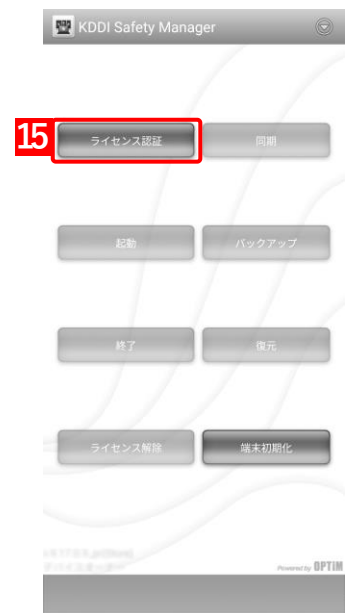 KDDI Safety Manager
15
ライセンス認証
同期
起動
バックアップ
終了
復元
ライセンス解除
端末初期化
Powered by OPTiM